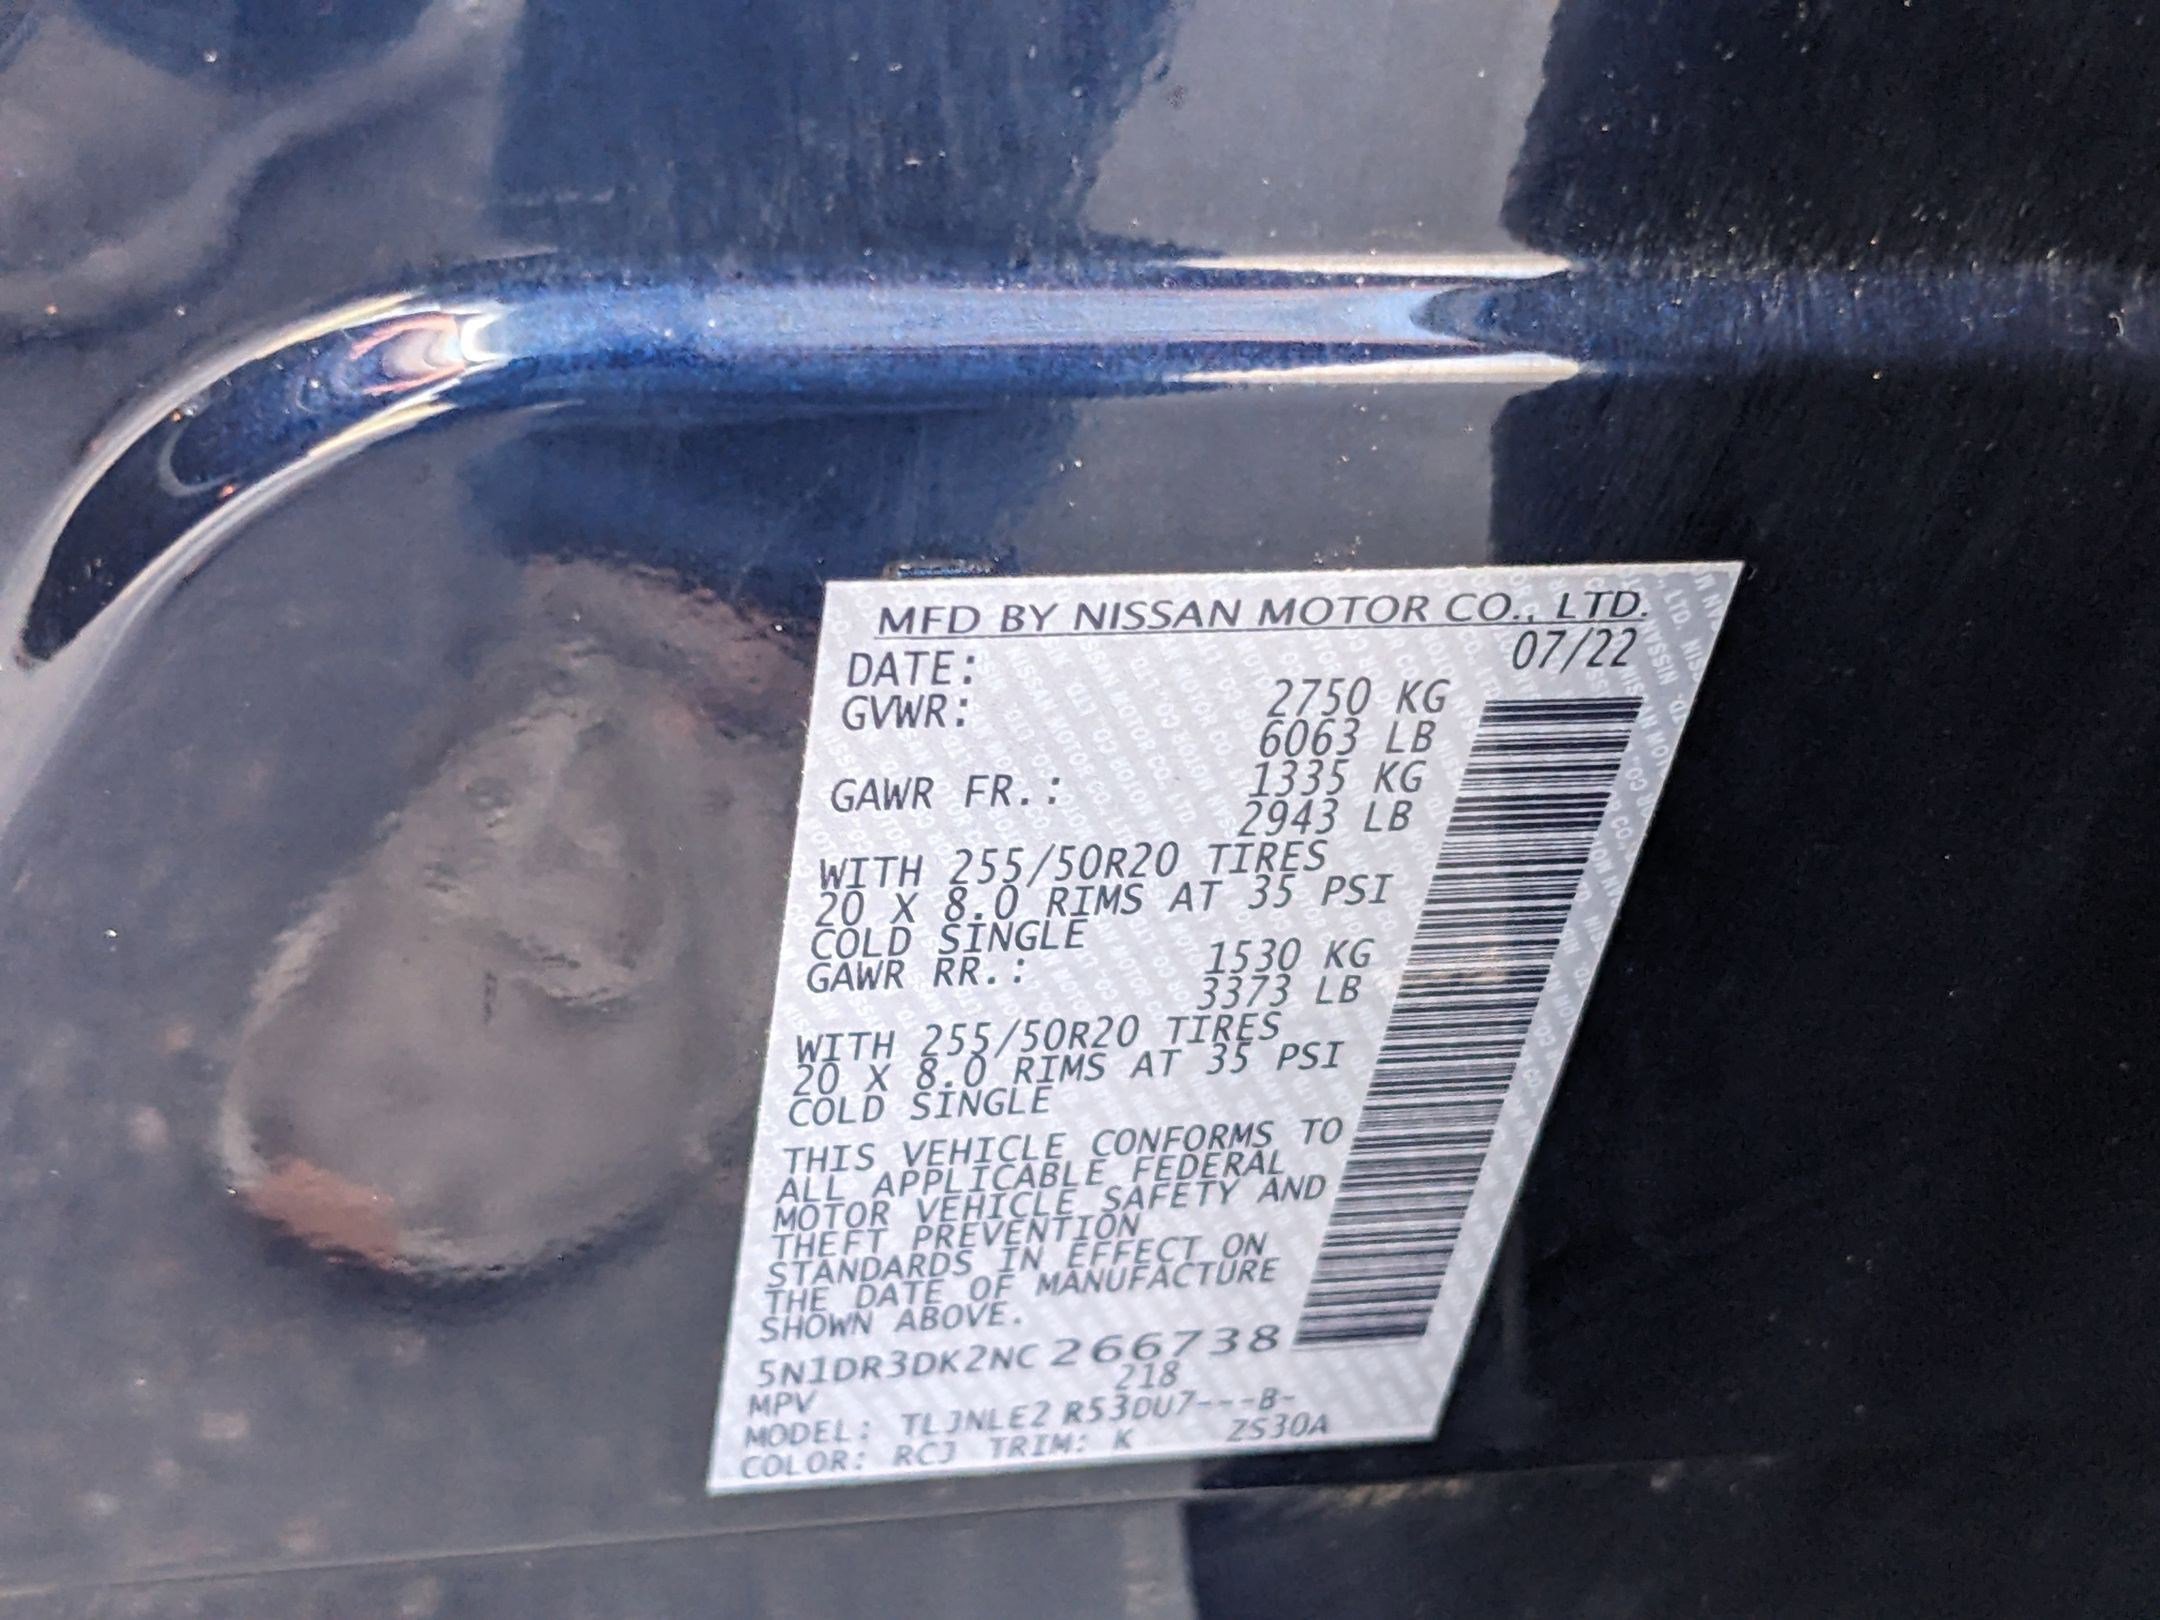 MFD BY NISSAN MOTOR CO., LTD.
DATE: 07/22
GVWR: 2750 KG
6063 LB
GAWR FR.: 1335 KG
2943 LB
WITH 255/50R20 TIRES
20 X 8.0 RIMS AT 35 PSI
COLD SINGLE
GAWR RR.: 1530 KG
3373 LB
WITH 255/50R20 TIRES
20 X 8.0 RIMS AT 35 PSI
COLD SINGLE
THIS VEHICLE CONFORMS TO
ALL APPLICABLE FEDERAL
MOTOR VEHICLE SAFETY AND
THEFT PREVENTION
STANDARDS IN EFFECT ON
THE DATE OF MANUFACTURE
SHOWN ABOVE.
5N1DR3DK2NC 266738
218
MPV
MODEL: TLJNLE2 R53DU7---B-
COLOR: RCJ TRIM: K ZS30A